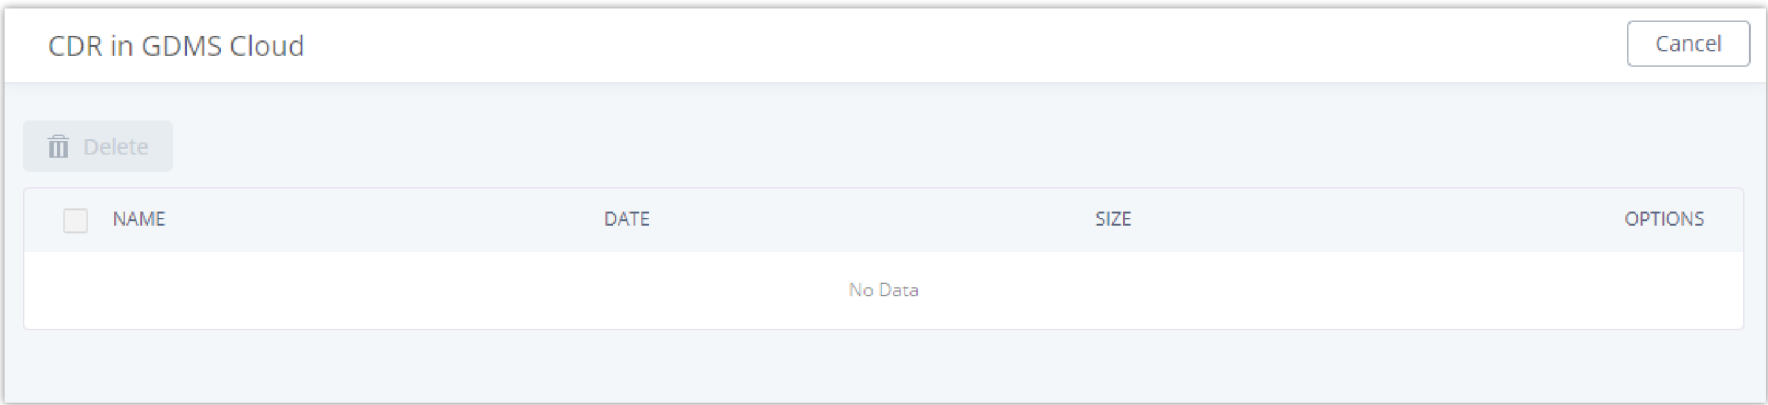 CDR in GDMS Cloud
Cancel
Delete
NAME DATE SIZE OPTIONS
No Data